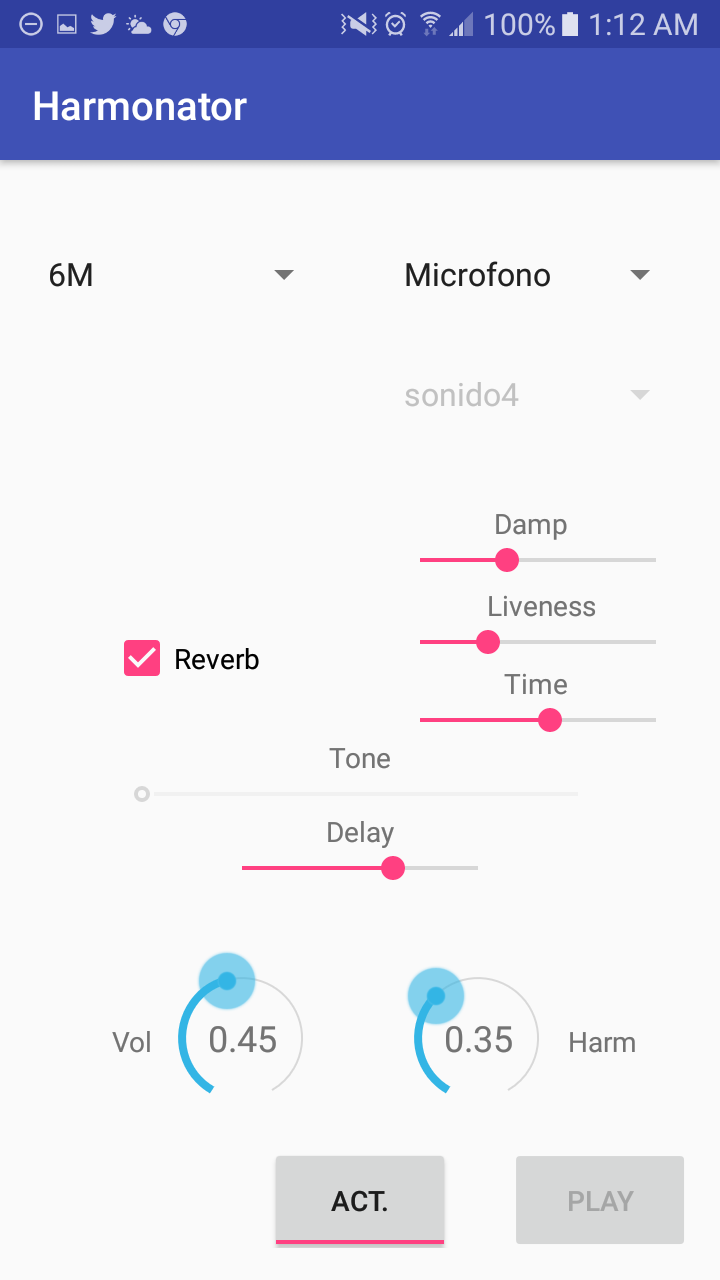 100% 1:12 AM
Harmonator
6M
Microfono
sonido4
Damp
Liveness
Reverb
Time
Tone
Delay
Vol
0.45
0.35
Harm
ACT.
PLAY